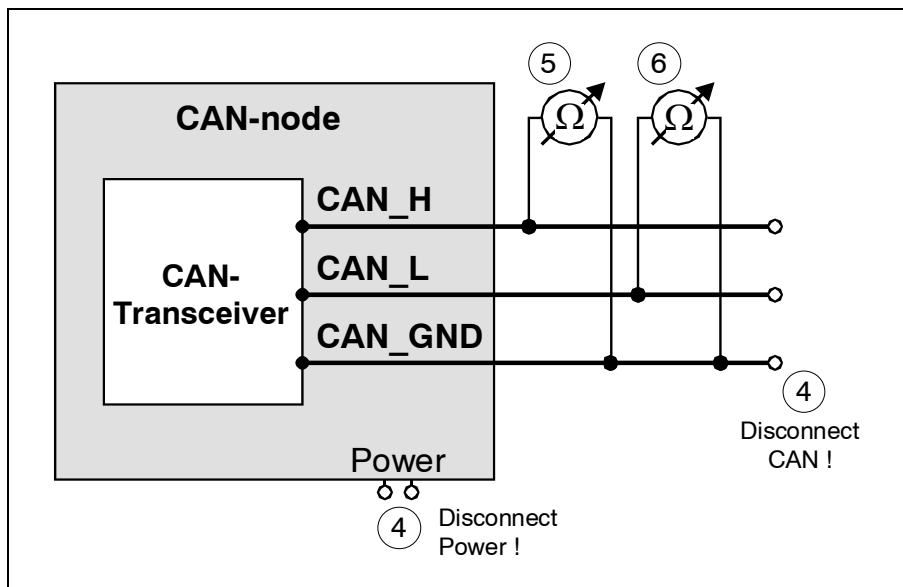 5
6
CAN-node
Ω
Ω
CAN_H
CAN_L
CAN-
Transceiver
CAN_GND
4
Disconnect
CAN !
Power
4
Disconnect
Power !